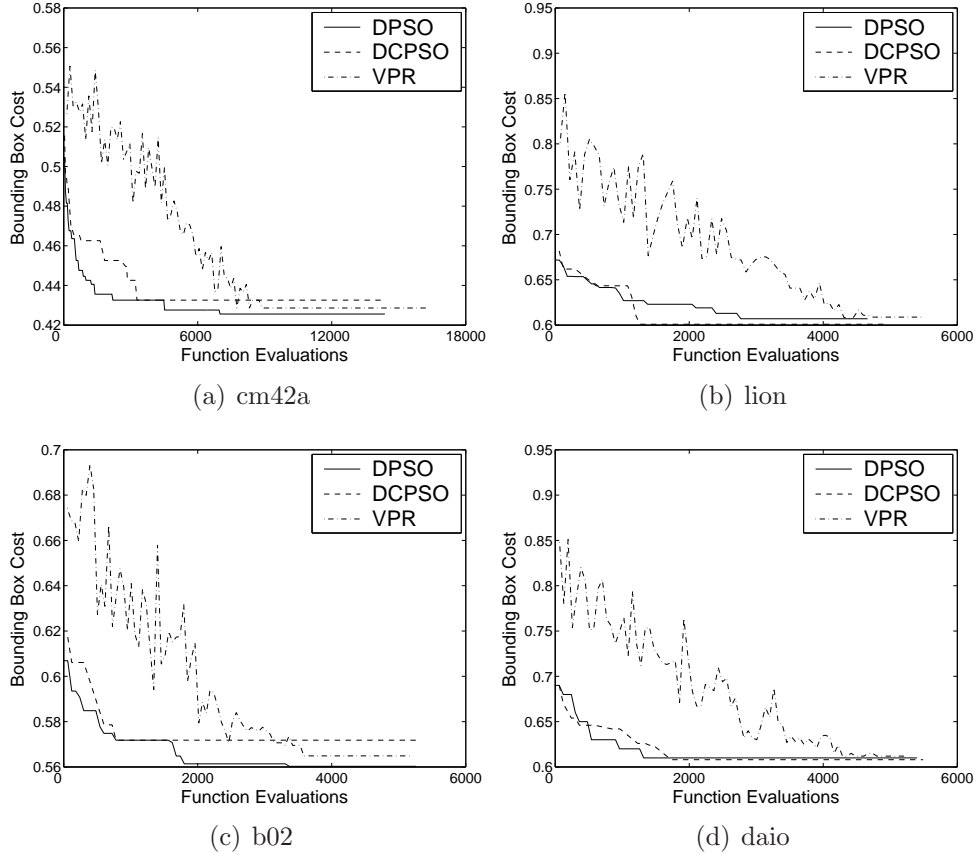 0.58
0.56
0.54
0.52
0.5
0.48
0.46
0.44
0.42
0
6000
12000
18000
Bounding Box Cost
Function Evaluations
DPSO
DCPSO
VPR
(a) cm42a
0.95
0.9
0.85
0.8
0.75
0.7
0.65
0.6
0
2000
4000
6000
Bounding Box Cost
Function Evaluations
DPSO
DCPSO
VPR
(b) lion
0.7
0.68
0.66
0.64
0.62
0.6
0.58
0.56
0
2000
4000
6000
Bounding Box Cost
Function Evaluations
DPSO
DCPSO
VPR
(c) b02
0.95
0.9
0.85
0.8
0.75
0.7
0.65
0.6
0
2000
4000
6000
Bounding Box Cost
Function Evaluations
DPSO
DCPSO
VPR
(d) daio